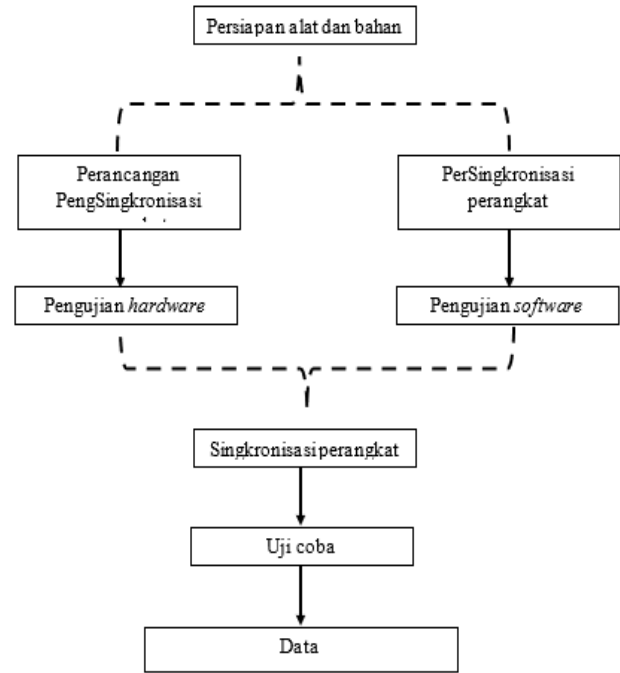 Persiapan alat dan bahan
Perancangan
PengSingkronisasi
PerSingkronisasi
perangkat
Pengujian hardware
Pengujian software
Singkronisasi perangkat
Uji coba
Data